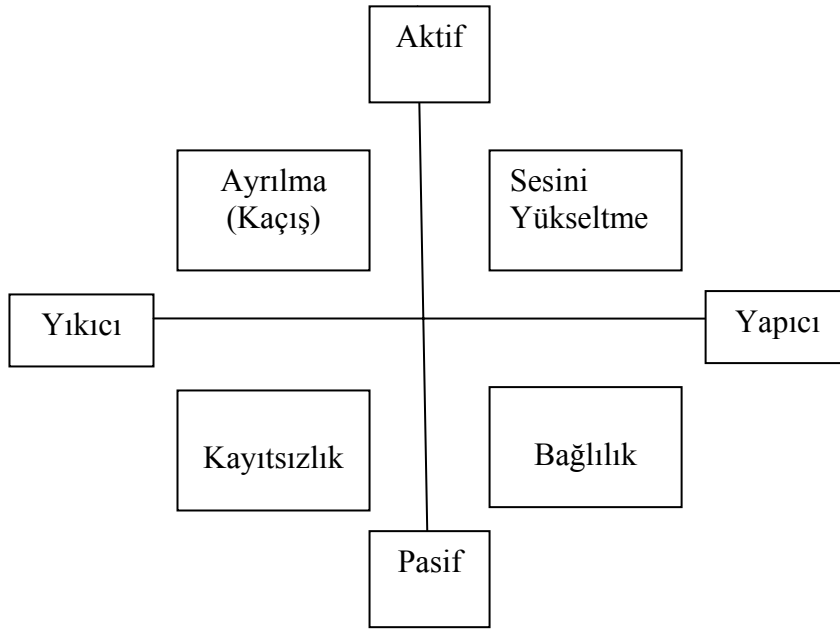 Aktif
Ayrılma
(Kaçış)
Sesini
Yükseltme
Yıkıcı
Yapıcı
Kayıtsızlık
Bağlılık
Pasif